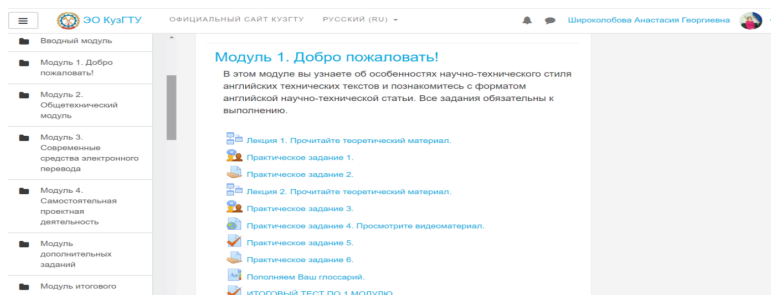 ЭО КузГТУ ОФИЦИАЛЬНЫЙ САЙТ КУЗГТУ РУССКИЙ (RU) Широколобова Анастасия Георгиевна
Вводный модуль
Модуль 1. Добро
пожаловать!
Модуль 2.
Общетехнический
модуль
Модуль 3.
Современные
средства электронного
перевода
Модуль 4.
Самостоятельная
проектная
деятельность
Модуль
дополнительных
заданий
Модуль итогового
Модуль 1. Добро пожаловать!
В этом модуле вы узнаете об особенностях научно-технического стиля
английских технических текстов и познакомитесь с форматом
английской научно-технической статьи. Все задания обязательны к
выполнению.
Лекция 1. Прочитайте теоретический материал.
Практическое задание 1.
Практическое задание 2.
Лекция 2. Прочитайте теоретический материал.
Практическое задание 3.
Практическое задание 4. Просмотрите видеоматериал.
Практическое задание 5.
Практическое задание 6.
Пополняем Ваш глоссарий.
ИТОГОВЫЙ ТЕСТ ПО 1 МОДУЛЮ